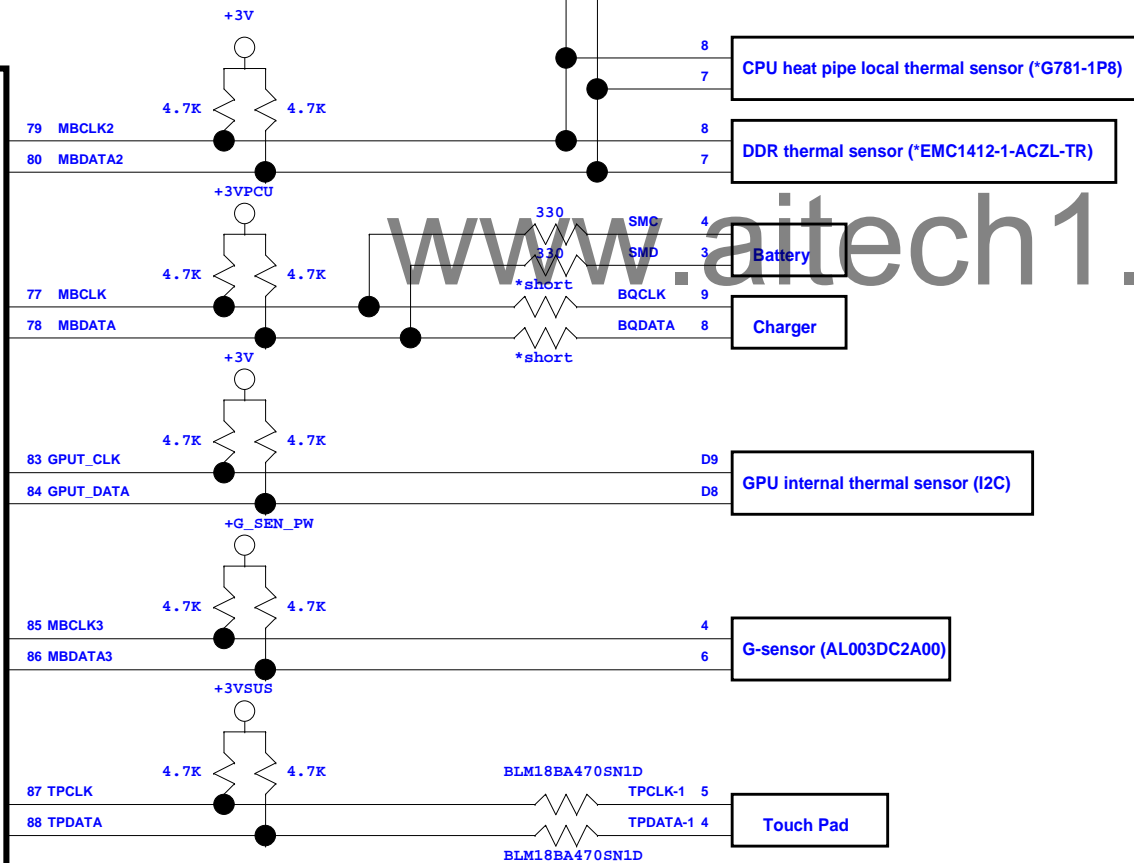 +3V
8
CPU heat pipe local thermal sensor (*G781-1P8)
7
4.7K 4.7K
79 MBCLK2
8
80 MBDATA2
7
DDR thermal sensor (*EMC1412-1-ACZL-TR)
+3VPCU
www.aitech1.
330
SMC 4
330
SMD 3
Battery
4.7K 4.7K
*short
77 MBCLK
BQCLK 9
78 MBDATA
BQDATA 8
Charger
*short
+3V
4.7K 4.7K
83 GPUT_CLK
D9
84 GPUT_DATA
D8
GPU internal thermal sensor (I2C)
+G_SEN_PW
4.7K 4.7K
85 MBCLK3
4
86 MBDATA3
6
G-sensor (AL003DC2A00)
+3VSUS
4.7K 4.7K
BLM18BA470SN1D
87 TPCLK
TPCLK-1 5
88 TPDATA
TPDATA-1 4
Touch Pad
BLM18BA470SN1D